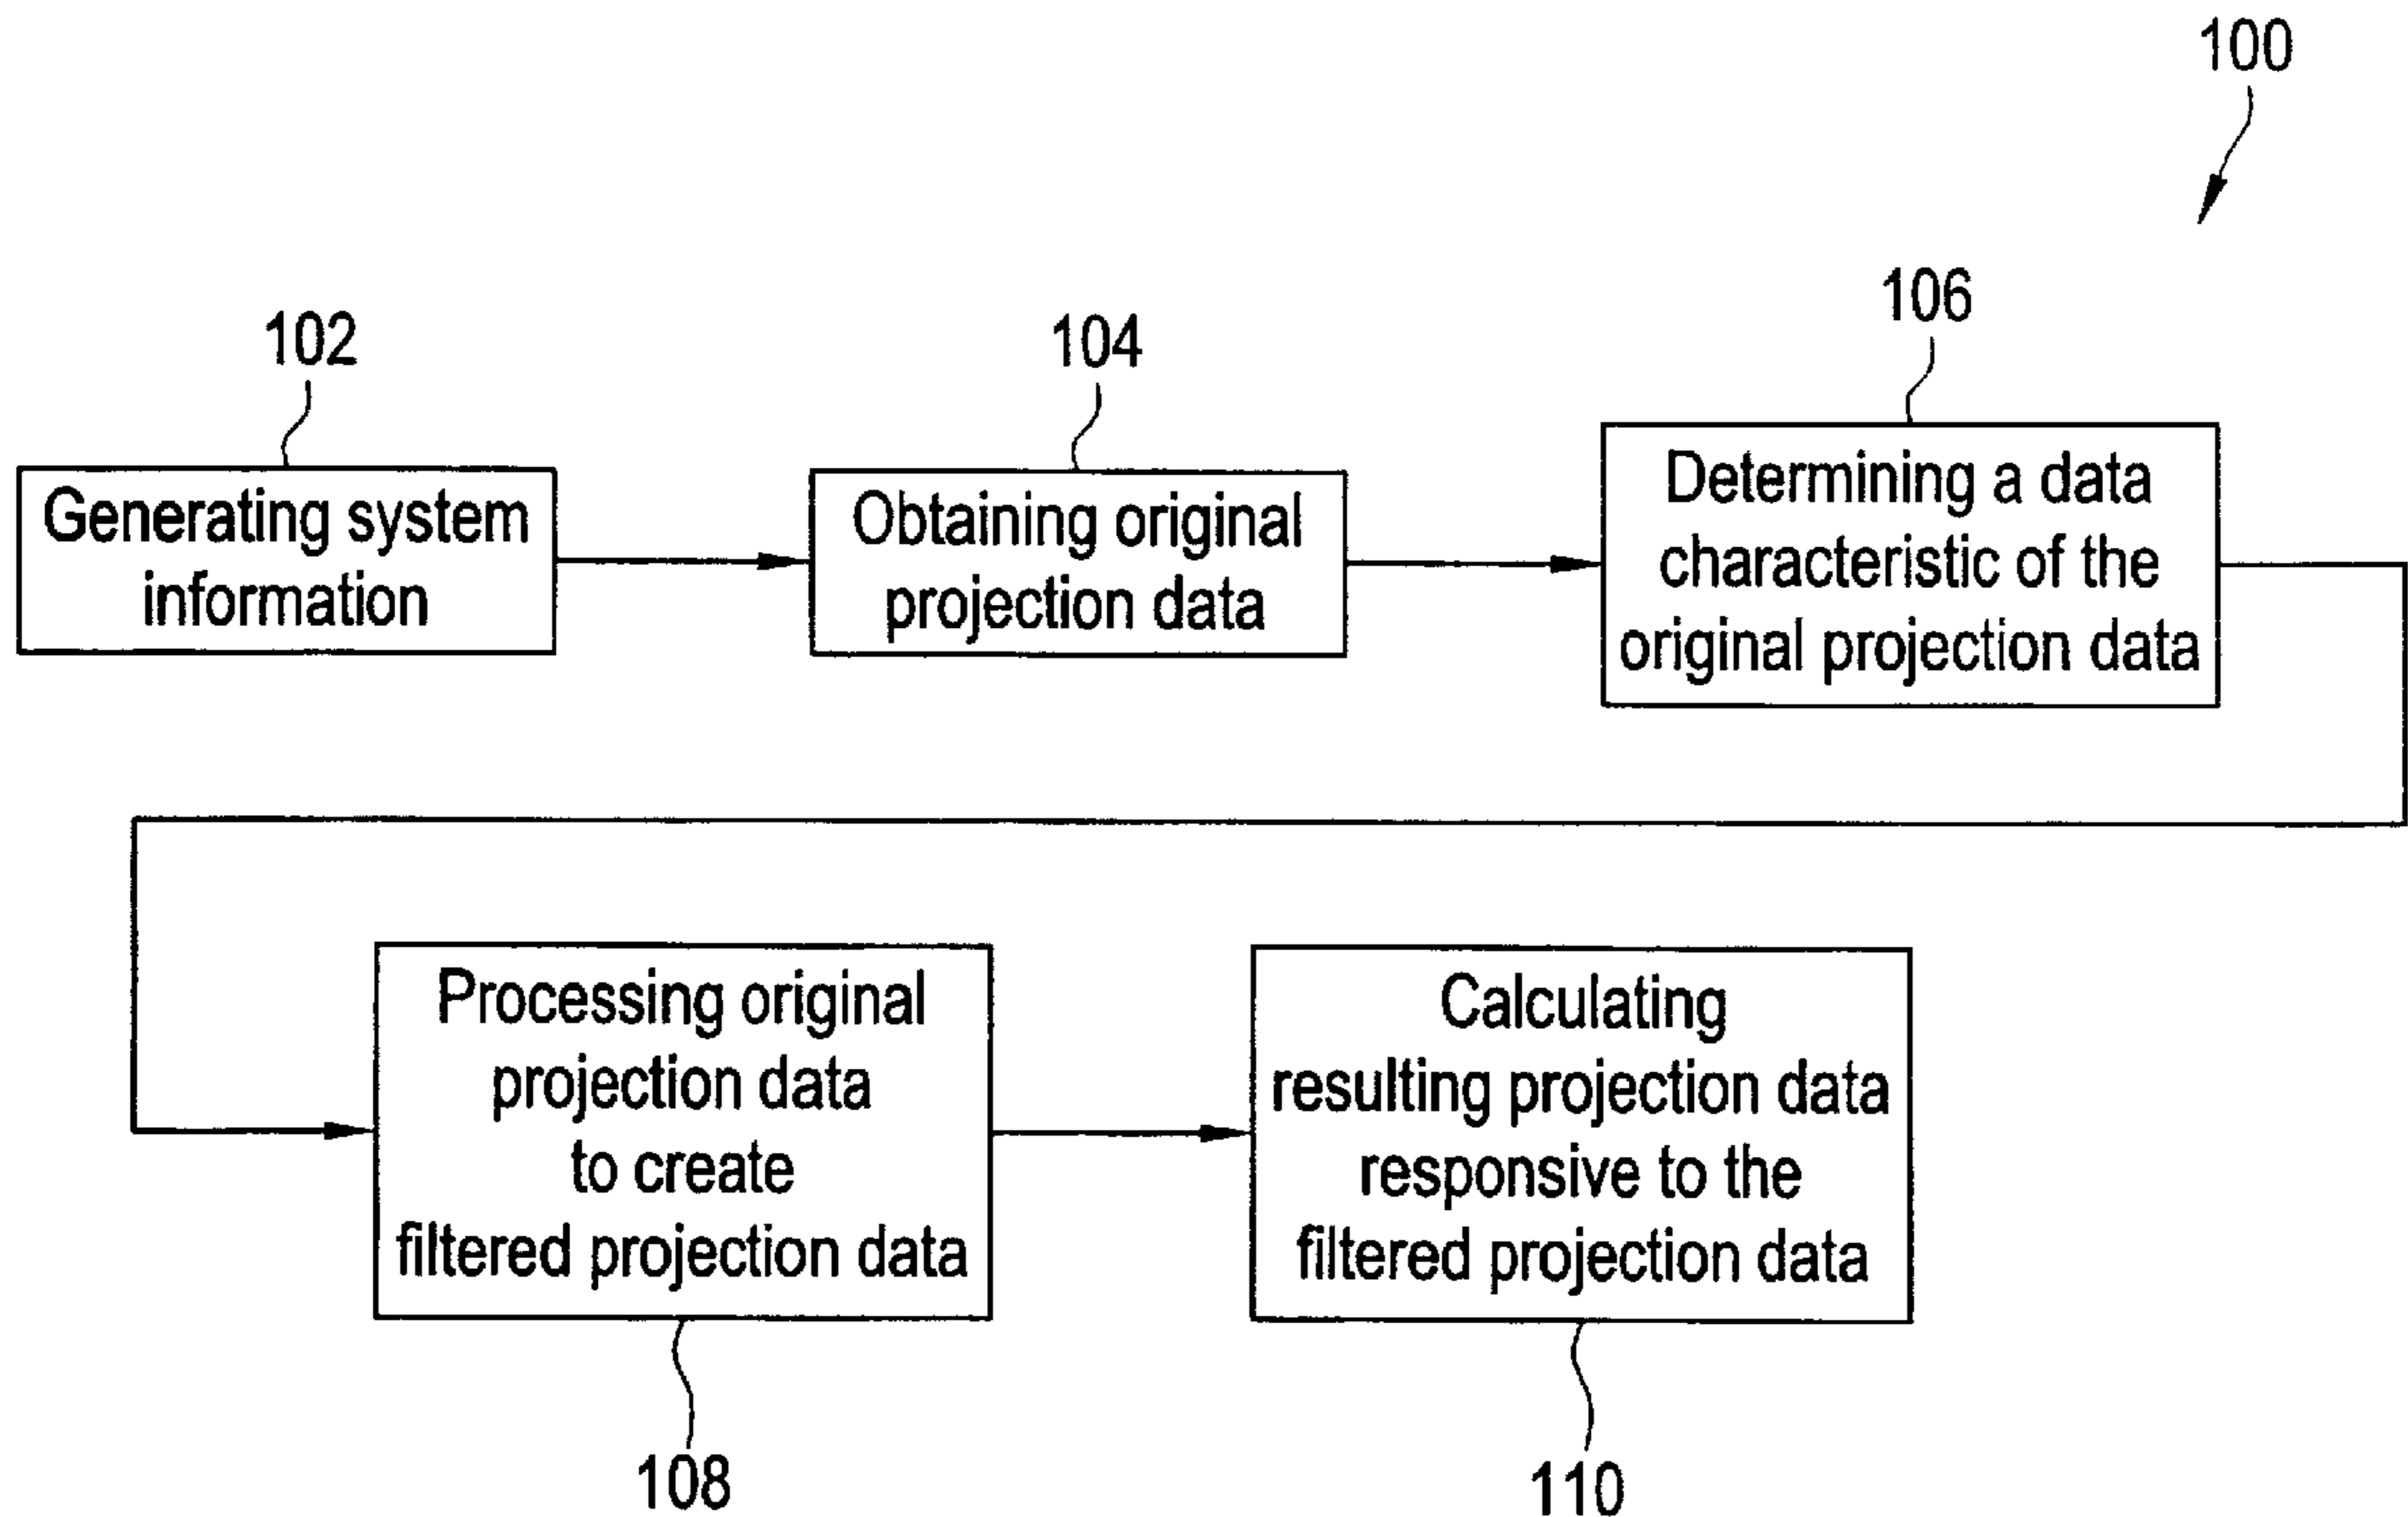 100
102
104
106
Generating system
information
Obtaining original
projection data
Determining a data
characteristic of the
original projection data
Processing original
projection data
to create
filtered projection data
Calculating
resulting projection data
responsive to the
filtered projection data
108
110